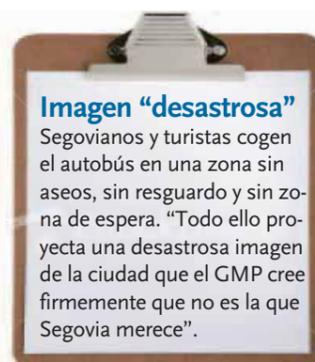 Imagen “desastrosa”
Segovianos y turistas cogen
el autobús en una zona sin
aseos, sin resguardo y sin zo-
na de espera. “Todo ello pro-
yecta una desastrosa imagen
de la ciudad que el GMP cree
firmemente que no es la que
Segovia merece”.